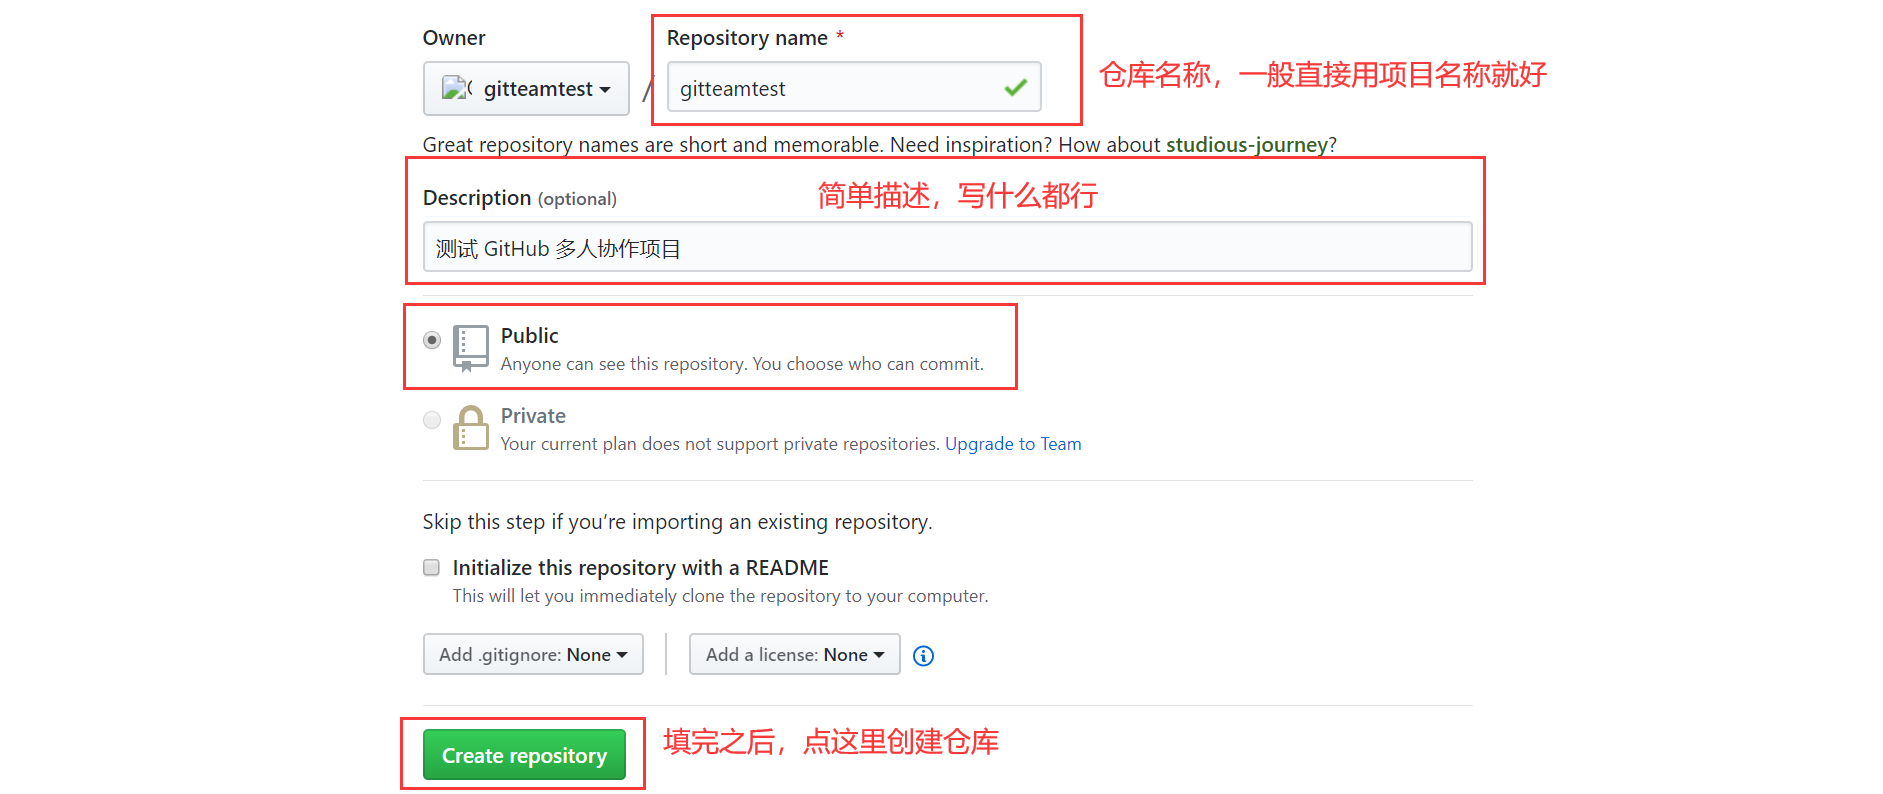 Owner
Repository name *
gitteamtest
/
gitteamtest
仓库名称，一般直接用项目名称就好
Great repository names are short and memorable. Need inspiration? How about studious-journey?
Description (optional)
简单描述，写什么都行
测试 GitHub 多人协作项目
Public
Anyone can see this repository. You choose who can commit.
Private
Your current plan does not support private repositories. Upgrade to Team
Skip this step if you’re importing an existing repository.
Initialize this repository with a README
This will let you immediately clone the repository to your computer.
Add .gitignore: None
Add a license: None
Create repository
填完之后，点这里创建仓库